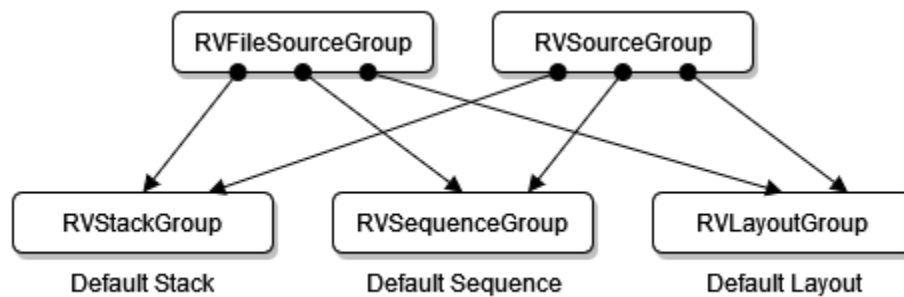 RVFileSourceGroup
RVSourceGroup
RVStackGroup
RVSequenceGroup
RVLayoutGroup
Default Stack
Default Sequence
Default Layout